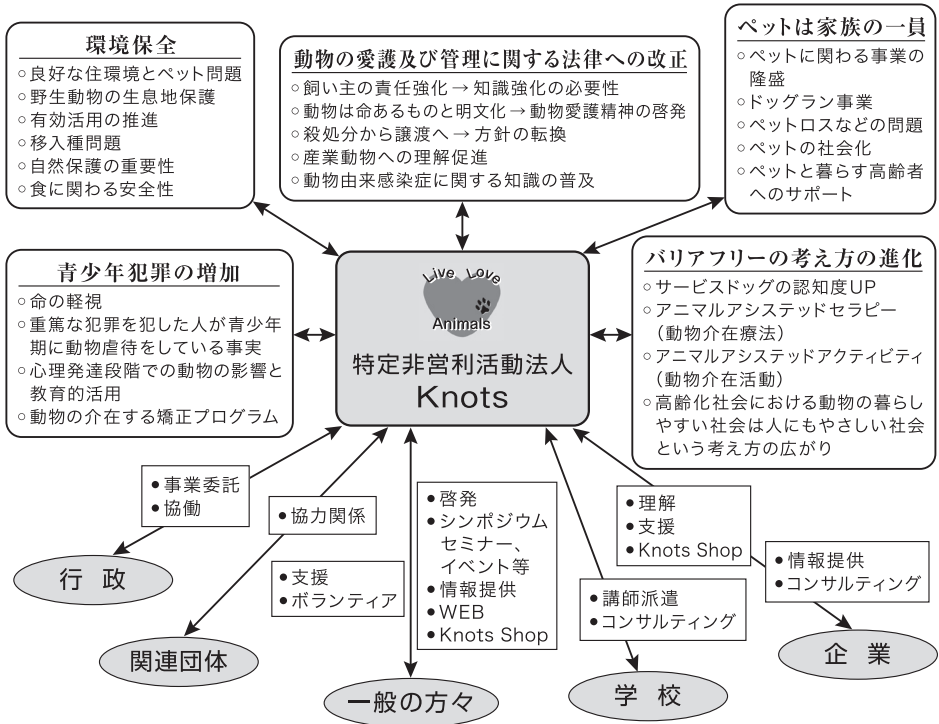 環境保全
○良好な住環境とペット問題
○野生動物の生息地保護
○有効活用の推進
○移入種問題
○自然保護の重要性
○食に関わる安全性
動物の愛護及び管理に関する法律への改正
○飼い主の責任強化→知識強化の必要性
○動物は命あるものと明文化→動物愛護精神の啓発
○殺処分から譲渡へ→方針の転換
○産業動物への理解促進
○動物由来感染症に関する知識の普及
ペットは家族の一員
○ペットに関わる事業の
隆盛
○ドッグラン事業
○ペットロスなどの問題
○ペットの社会化
○ペットと暮らす高齢者
へのサポート
青少年犯罪の増加
○命の軽視
○重篤な犯罪を犯した人が青少年
期に動物虐待をしている事実
○心理発達段階での動物の影響と
教育的活用
○動物の介在する矯正プログラム
Live Love
Animals
特定非営利活動法人
Knots
バリアフリーの考え方の進化
○サービスドッグの認知度UP
○アニマルアシステッドセラピー
(動物介在療法)
○アニマルアシステッドアクティビティ
(動物介在活動)
○高齢化社会における動物の暮らし
やすい社会は人にもやさしい社会
という考え方の広がり
●事業委託
●協働
行 政
●協力関係
関連団体
●支援
●ボランティア
●啓発
●シンポジウム
セミナー、
イベント等
●情報提供
●WEB
●Knots Shop
一般の方々
●理解
●支援
●Knots Shop
●講師派遣
●コンサルティング
学 校
●情報提供
●コンサルティング
企 業